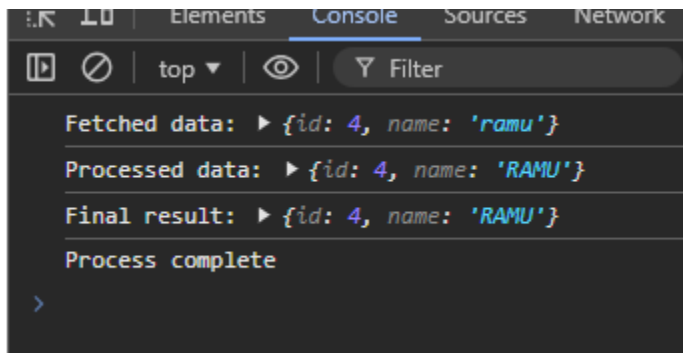 Elements Console Sources Network
top ▼ Filter
Fetched data: ▶ {id: 4, name: 'ramu'}
Processed data: ▶ {id: 4, name: 'RAMU'}
Final result: ▶ {id: 4, name: 'RAMU'}
Process complete
>